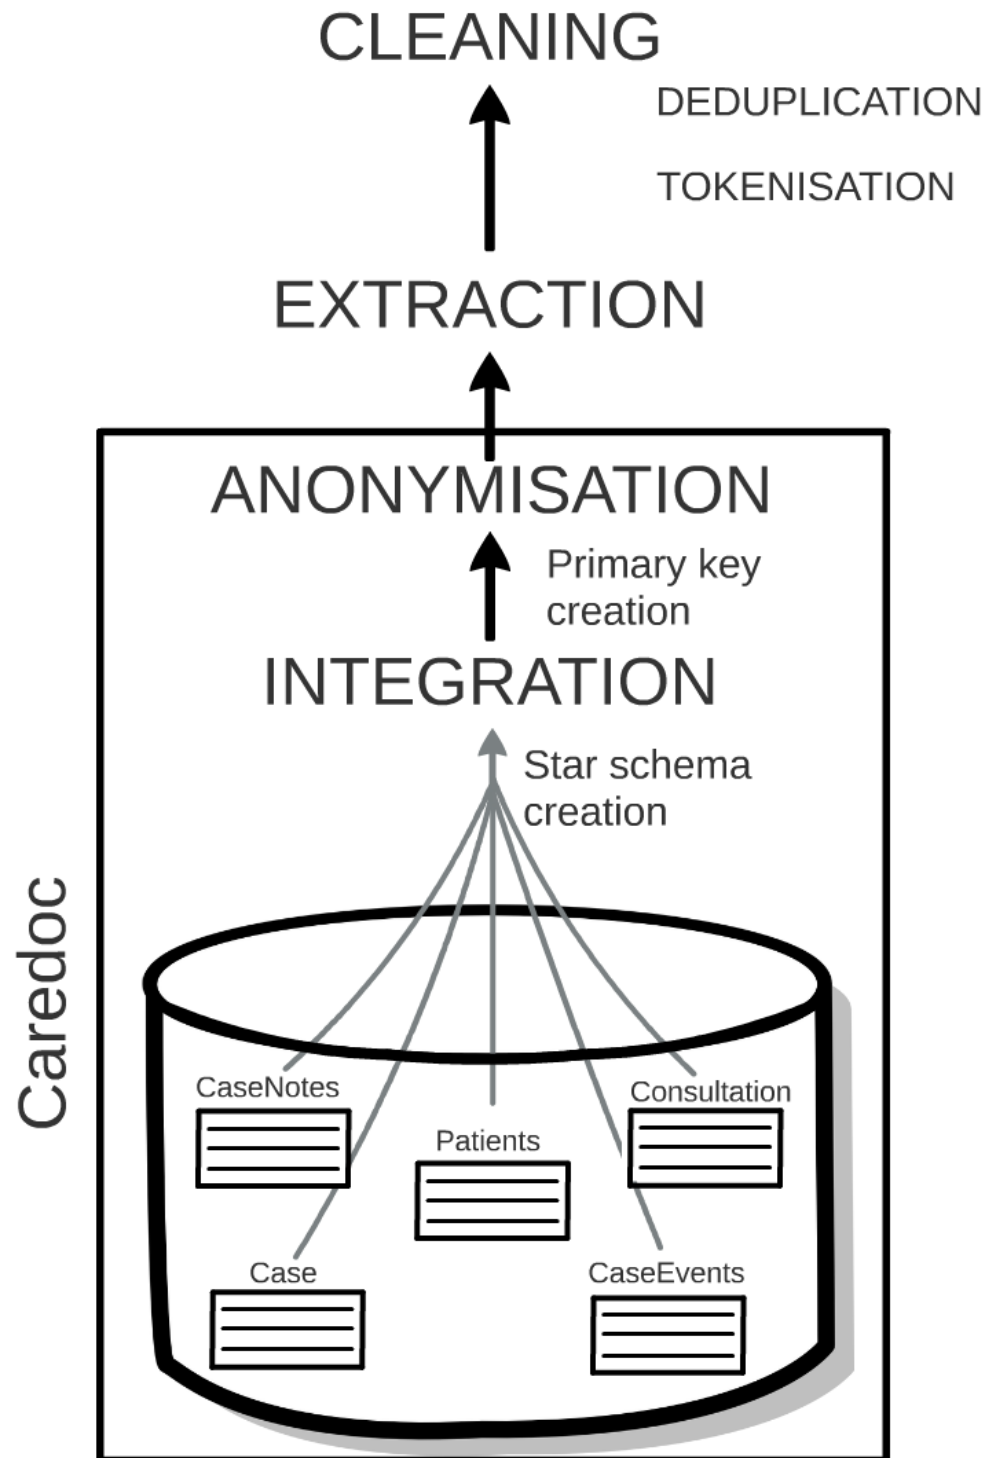 CLEANING
DEDUPLICATION
TOKENISATION
EXTRACTION
ANONYMISATION
Primary key
creation
INTEGRATION
Star schema
creation
Caredoc
CaseNotes
Consultation
Patients
Case
CaseEvents